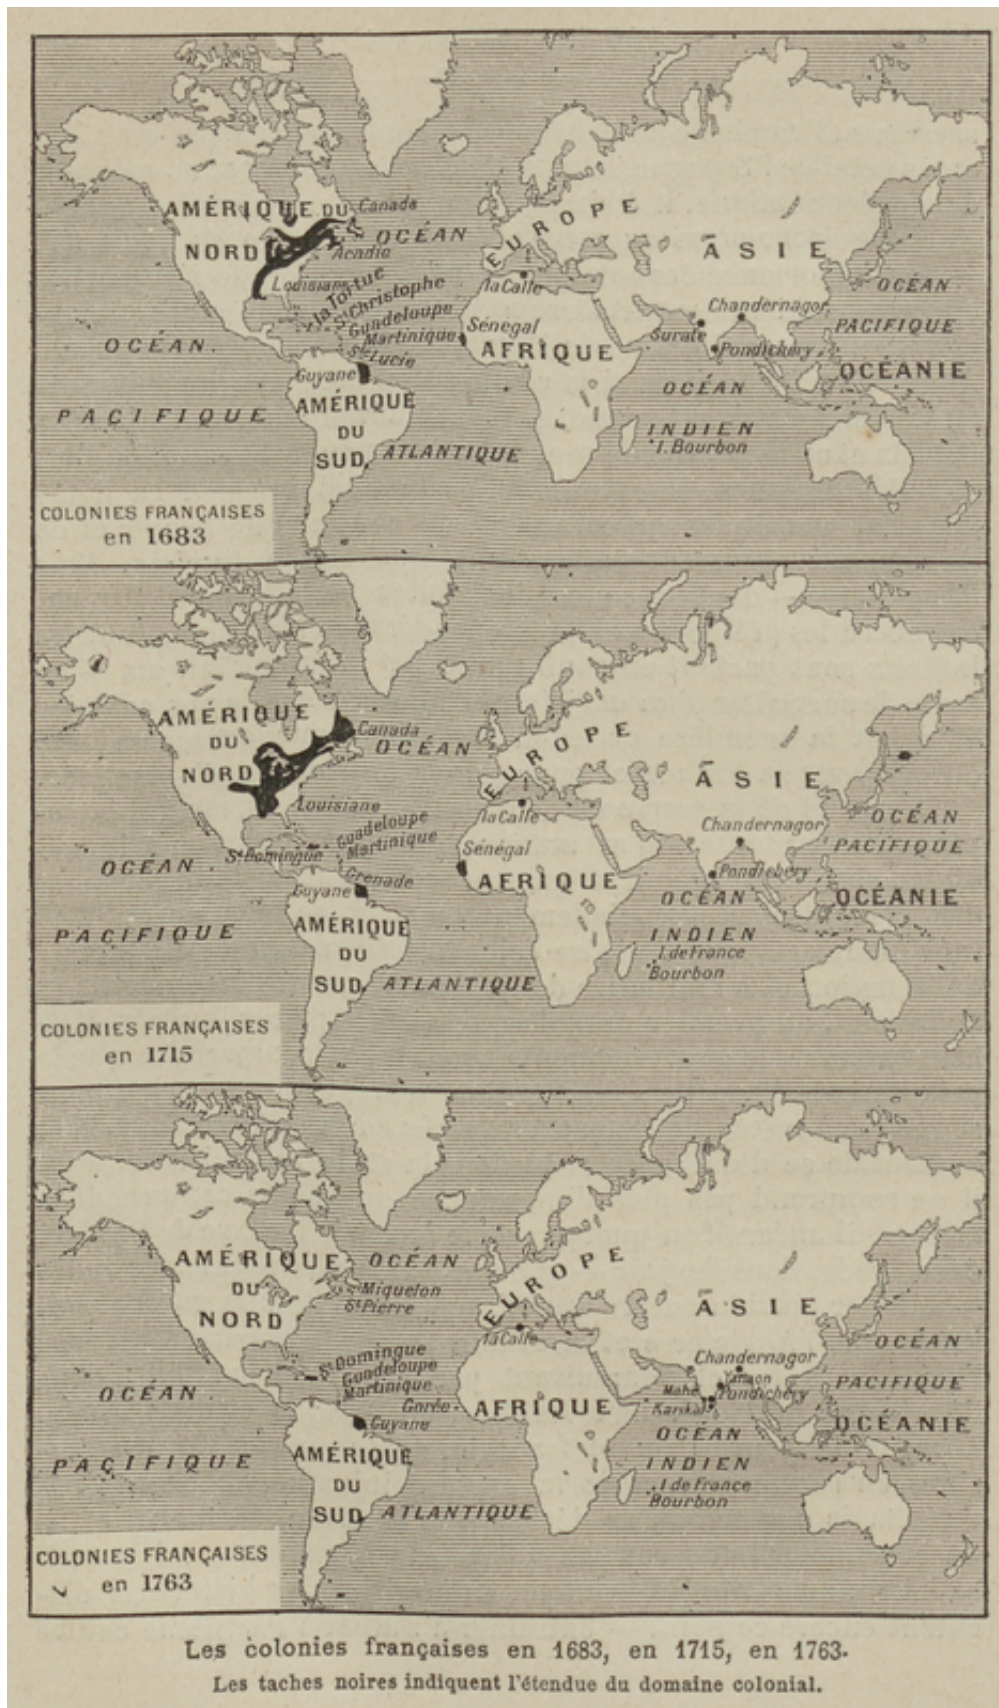 AMÉRIQUE DU
NORD
Canada
OCÉAN
Acadie
Louisiane
la Tortue
St Christophe
Guadeloupe
Martinique
Ste Lucie
Guyane
EUROPE
ASIE
la Calle
Sénégal
AFRIQUE
Chandernagor
Surate
Pondichéry
OCÉAN
PACIFIQUE
OCÉANIE
OCÉAN
INDIEN
I. Bourbon
OCÉAN
PACIFIQUE
AMÉRIQUE
DU
SUD
ATLANTIQUE
COLONIES FRANÇAISES
en 1683
AMÉRIQUE
DU
NORD
Canada
OCÉAN
Louisiane
Guadeloupe
Martinique
St Domingue
Grenade
Guyane
EUROPE
ASIE
la Calle
Sénégal
AFRIQUE
Chandernagor
Pondichéry
OCÉAN
PACIFIQUE
OCÉANIE
OCÉAN
INDIEN
I. de France
Bourbon
OCÉAN
PACIFIQUE
AMÉRIQUE
DU
SUD
ATLANTIQUE
COLONIES FRANÇAISES
en 1715
AMÉRIQUE
DU
NORD
OCÉAN
Miquelon
St Pierre
St Domingue
Guadeloupe
Martinique
Gorée
Guyane
EUROPE
ASIE
la Calle
AFRIQUE
Chandernagor
Yanaon
Mahé
Pondichéry
Karikal
OCÉAN
PACIFIQUE
OCÉANIE
OCÉAN
INDIEN
I de France
Bourbon
OCÉAN
PACIFIQUE
AMÉRIQUE
DU
SUD
ATLANTIQUE
COLONIES FRANÇAISES
en 1763
Les colonies françaises en 1683, en 1715, en 1763.
Les taches noires indiquent l'étendue du domaine colonial.